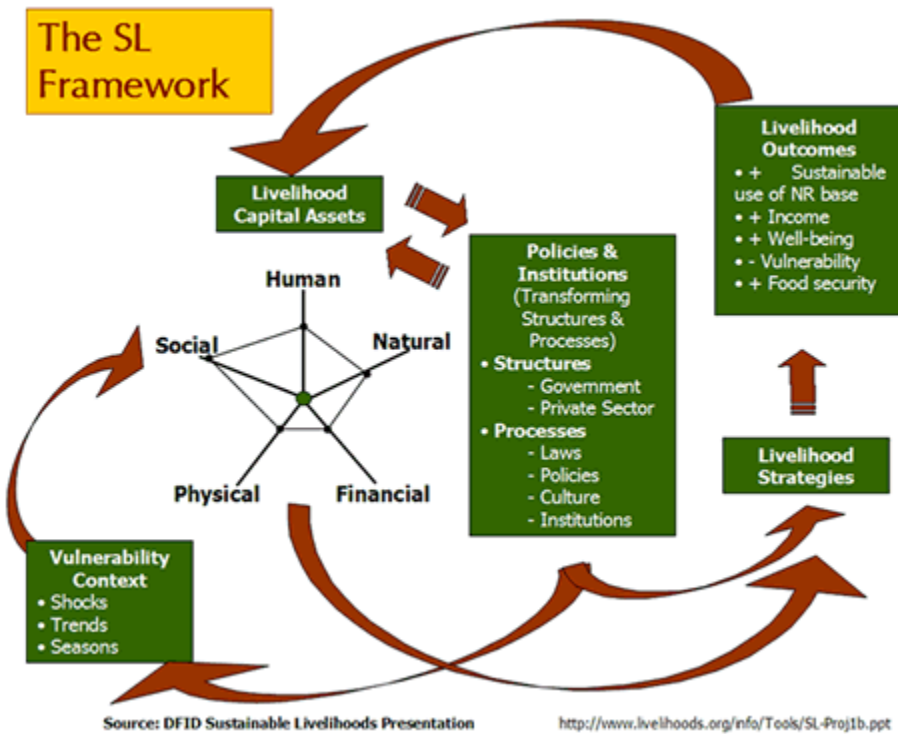 The SL
Framework
Livelihood
Outcomes
• + Sustainable
use of NR base
• + Income
• + Well-being
• - Vulnerability
• + Food security
Livelihood
Capital Assets
Policies &
Institutions
(Transforming
Structures &
Processes)
• Structures
- Government
- Private Sector
• Processes
- Laws
- Policies
- Culture
- Institutions
Human
Social
Natural
Physical
Financial
Livelihood
Strategies
Vulnerability
Context
• Shocks
• Trends
• Seasons
Source: DFID Sustainable Livelihoods Presentation
http://www.livelihoods.org/info/Tools/SL-Proj1b.ppt